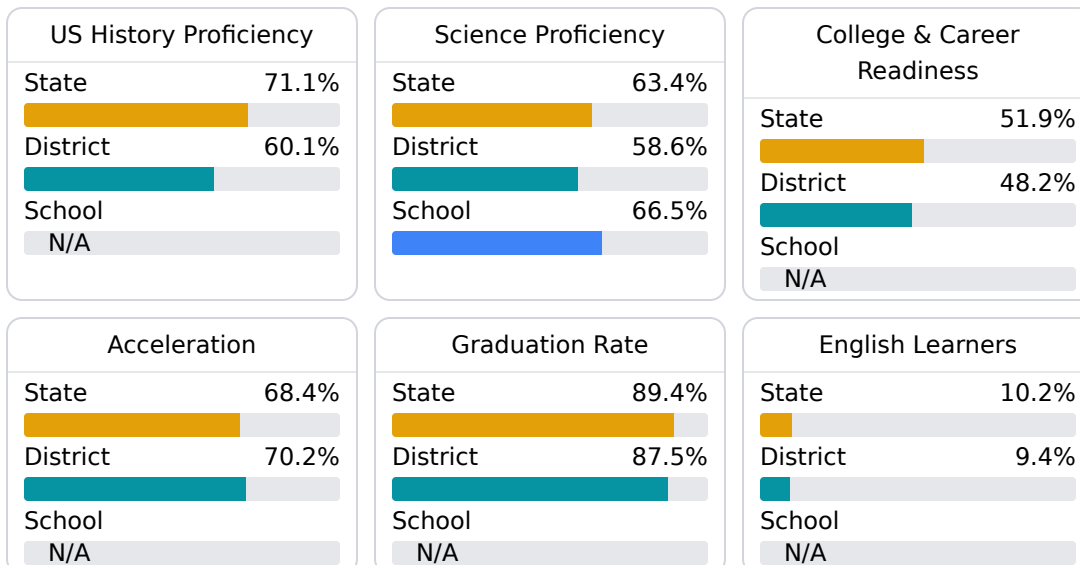 US History Proficiency
State 71.1%
District 60.1%
School
N/A
Science Proficiency
State 63.4%
District 58.6%
School 66.5%
College & Career
Readiness
State 51.9%
District 48.2%
School
N/A
Acceleration
State 68.4%
District 70.2%
School
N/A
Graduation Rate
State 89.4%
District 87.5%
School
N/A
English Learners
State 10.2%
District 9.4%
School
N/A